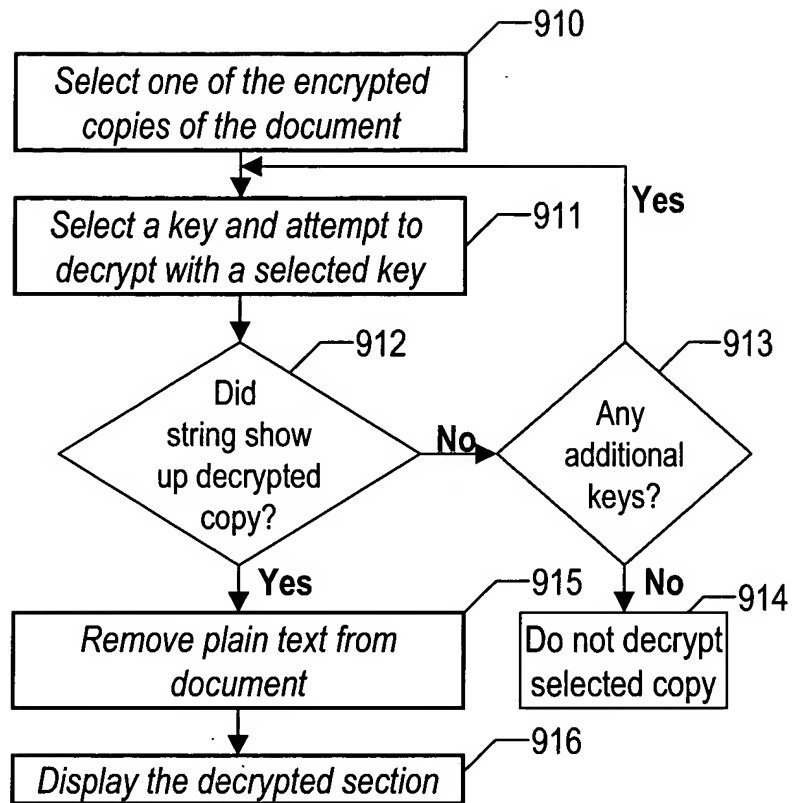 910
Select one of the encrypted
copies of the document
Yes
Select a key and attempt to
decrypt with a selected key
911
912
913
Did
string show
up decrypted
copy?
No
Any
additional
keys?
Yes
915
No
914
Remove plain text from
document
Do not decrypt
selected copy
916
Display the decrypted section